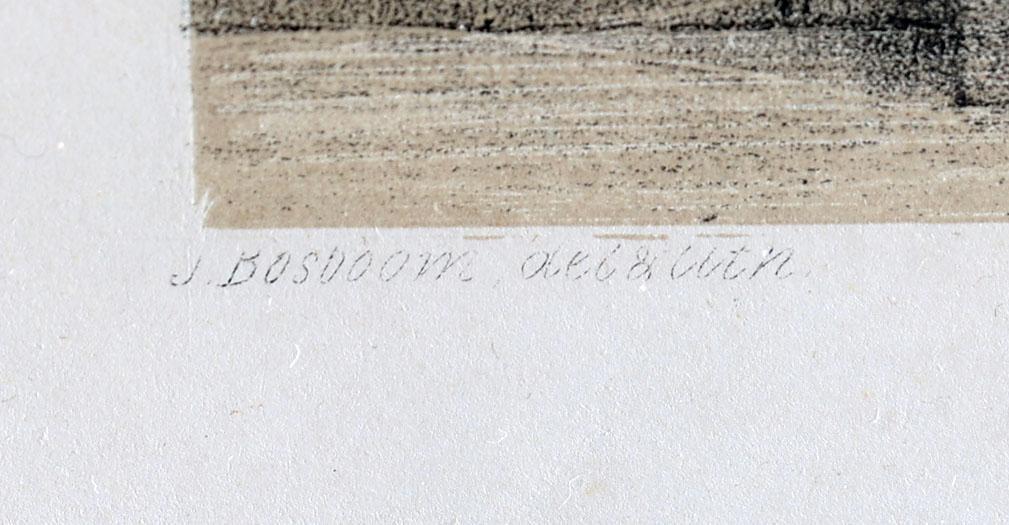 J. Bosboom, del & lith.